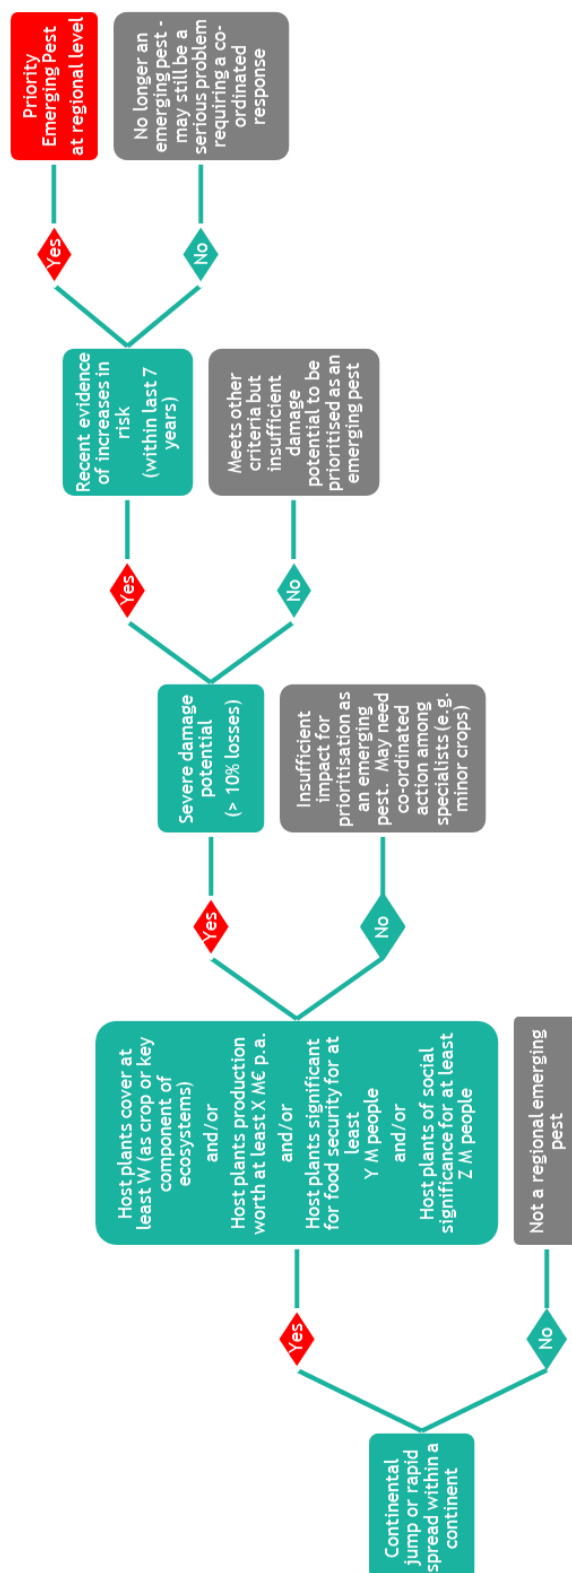 Continental
jump or rapid
spread within a
continent
Yes
No
Host plants cover at
least W (as crop or key
component of
ecosystems)
and/or
Host plants production
worth at least X M€ p.a.
and/or
Host plants significant
for food security for at
least
Y M people
and/or
Host plants of social
significance for at least
Z M people
Not a regional emerging
pest
Yes
No
Severe damage
potential
(> 10% losses)
Insufficient
impact for
prioritisation as
an emerging
pest. May need
co-ordinated
action among
specialists (e.g.
minor crops)
Yes
No
Recent evidence
of increases in
risk
(within last 7
years)
Meets other
criteria but
insufficient
damage
potential to be
prioritised as an
emerging pest
Yes
No
Priority
Emerging Pest
at regional level
No longer an
emerging pest -
may still be a
serious problem
requiring a co-
ordinated
response